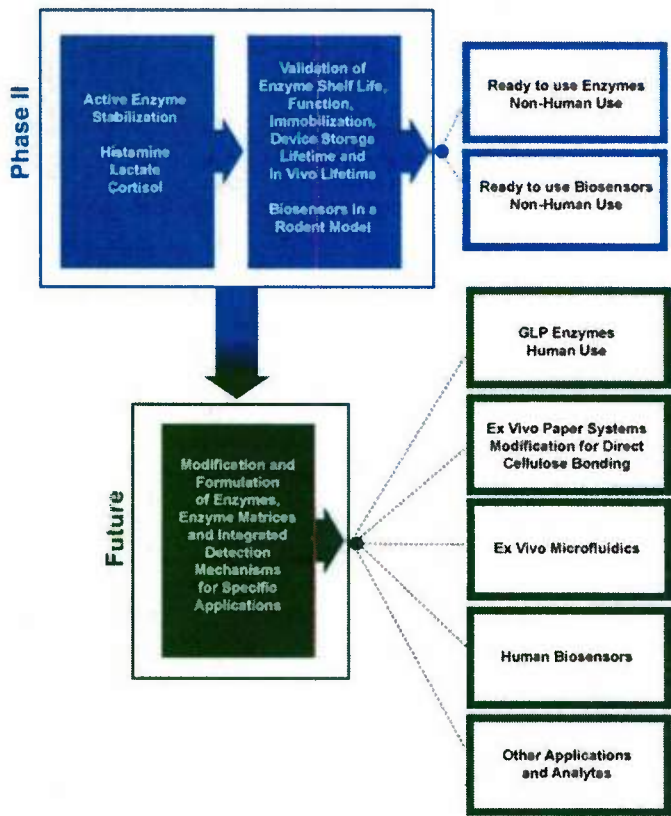 Phase II
Active Enzyme
Stabilization
Histamine
Lactate
Cortisol
Validation of
Enzyme Shelf Life,
Function,
Immobilization,
Device Storage
Lifetime and
In Vivo Lifetime
Biosensors in a
Rodent Model
Ready to use Enzymes
Non-Human Use
Ready to use Biosensors
Non-Human Use
Future
Modification and
Formulation
of Enzymes,
Enzyme Matrices
and Integrated
Detection
Mechanisms
for Specific
Applications
GLP Enzymes
Human Use
Ex Vivo Paper Systems
Modification for Direct
Cellulose Bonding
Ex Vivo Microfluidics
Human Biosensors
Other Applications
and Analytes